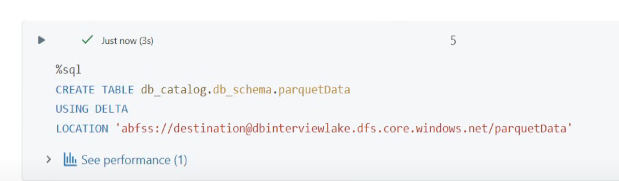 Just now (3s)
5
%sql
CREATE TABLE db_catalog.db_schema.parquetData
USING DELTA
LOCATION 'abfss://destination@dbinterviewlake.dfs.core.windows.net/parquetData'
See performance (1)